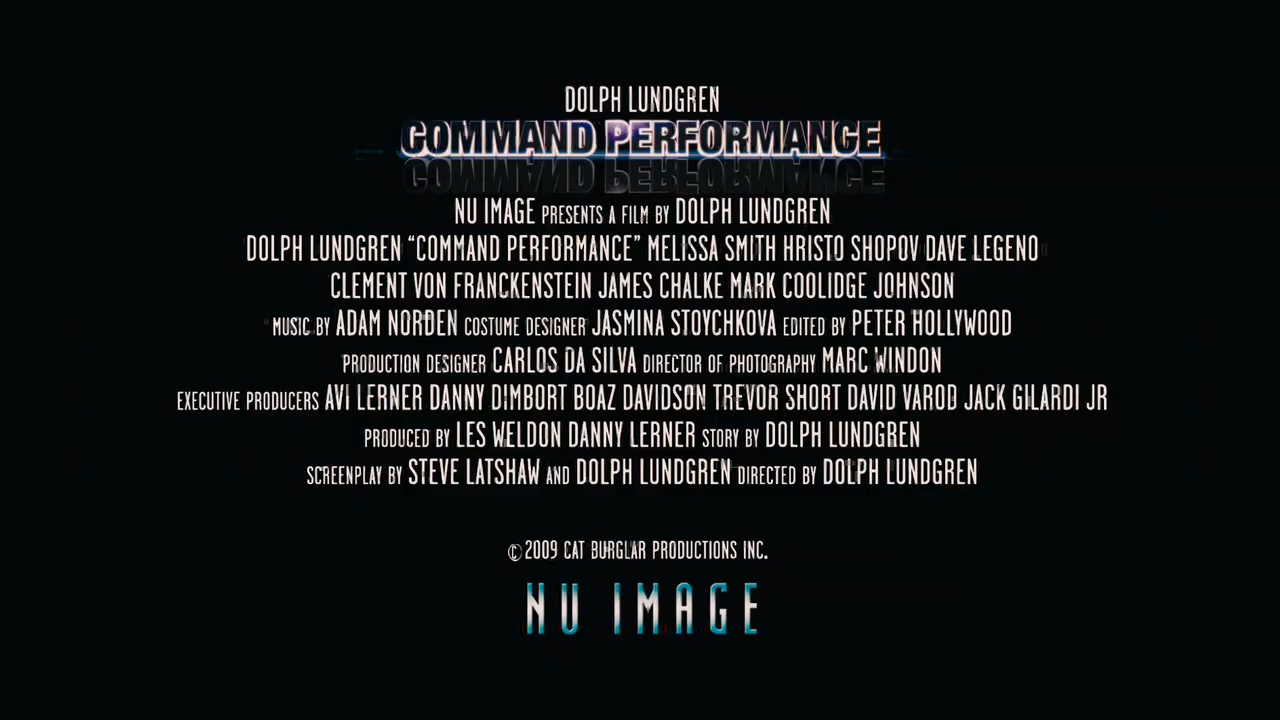 DOLPH LUNDGREN
COMMAND PERFORMANCE
NU IMAGE PRESENTS A FILM BY DOLPH LUNDGREN
DOLPH LUNDGREN “COMMAND PERFORMANCE” MELISSA SMITH HRISTO SHOPOV DAVE LEGENO
CLEMENT VON FRANCKENSTEIN JAMES CHALKE MARK COOLIDGE JOHNSON
MUSIC BY ADAM NORDEN COSTUME DESIGNER JASMINA STOYCHKOVA EDITED BY PETER HOLLYWOOD
PRODUCTION DESIGNER CARLOS DA SILVA DIRECTOR OF PHOTOGRAPHY MARC WINDON
EXECUTIVE PRODUCERS AVI LERNER DANNY DIMBORT BOAZ DAVIDSON TREVOR SHORT DAVID VAROD JACK GILARDI JR
PRODUCED BY LES WELDON DANNY LERNER STORY BY DOLPH LUNDGREN
SCREENPLAY BY STEVE LATSHAW AND DOLPH LUNDGREN DIRECTED BY DOLPH LUNDGREN
©2009 CAT BURGLAR PRODUCTIONS INC.
NU IMAGE